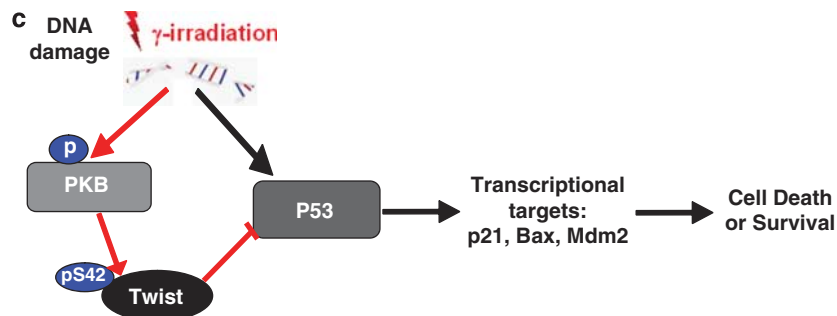 c
DNA
damage
γ-irradiation
p
PKB
pS42
Twist
P53
Transcriptional
targets:
p21, Bax, Mdm2
Cell Death
or Survival